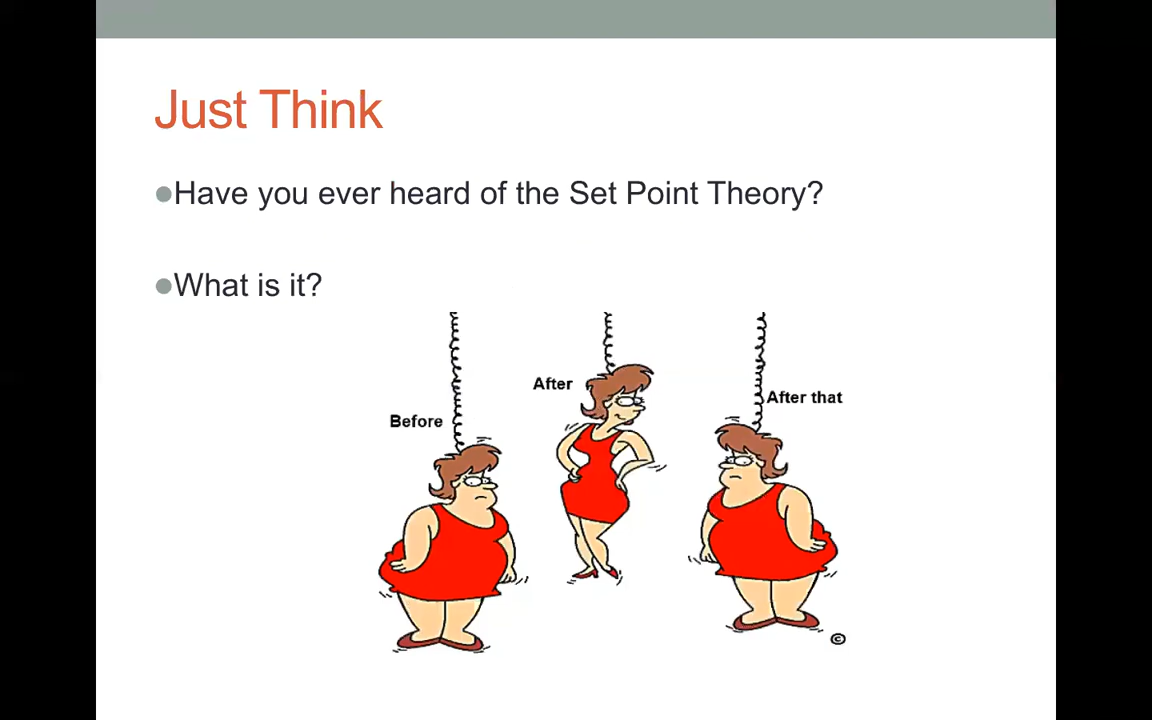 Just Think
●Have you ever heard of the Set Point Theory?
●What is it?
Before
After
After that
©